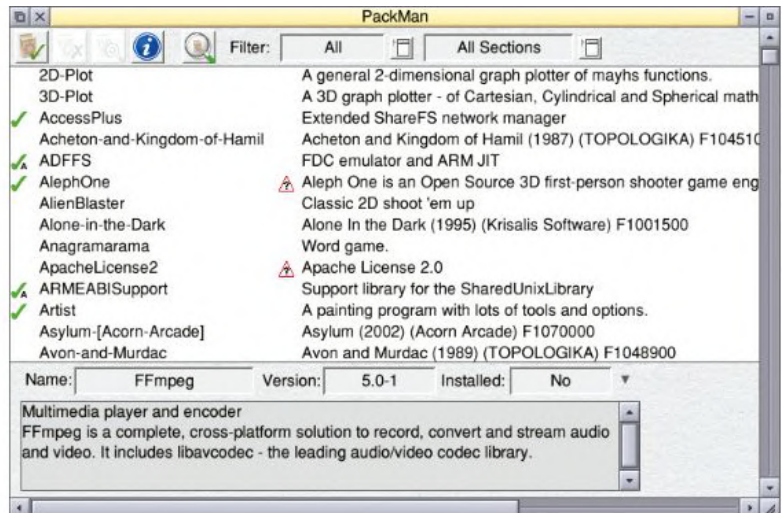 PackMan
Filter: All All Sections
2D-Plot A general 2-dimensional graph plotter of mayhs functions.
3D-Plot A 3D graph plotter - of Cartesian, Cylindrical and Spherical math
AccessPlus Extended ShareFS network manager
Acheton-and-Kingdom-of-Hamil Acheton and Kingdom of Hamil (1987) (TOPOLOGIKA) F104510
ADFFS FDC emulator and ARM JIT
AlephOne Aleph One is an Open Source 3D first-person shooter game eng
AlienBlaster Classic 2D shoot 'em up
Alone-in-the-Dark Alone In the Dark (1995) (Krisalis Software) F1001500
Anagramarama Word game.
ApacheLicense2 Apache License 2.0
ARMEABISupport Support library for the SharedUnixLibrary
Artist A painting program with lots of tools and options.
Asylum-[Acorn-Arcade] Asylum (2002) (Acorn Arcade) F1070000
Avon-and-Murdac Avon and Murdac (1989) (TOPOLOGIKA) F1048900
Name: FFmpeg Version: 5.0-1 Installed: No
Multimedia player and encoder
FFmpeg is a complete, cross-platform solution to record, convert and stream audio
and video. It includes libavcodec - the leading audio/video codec library.